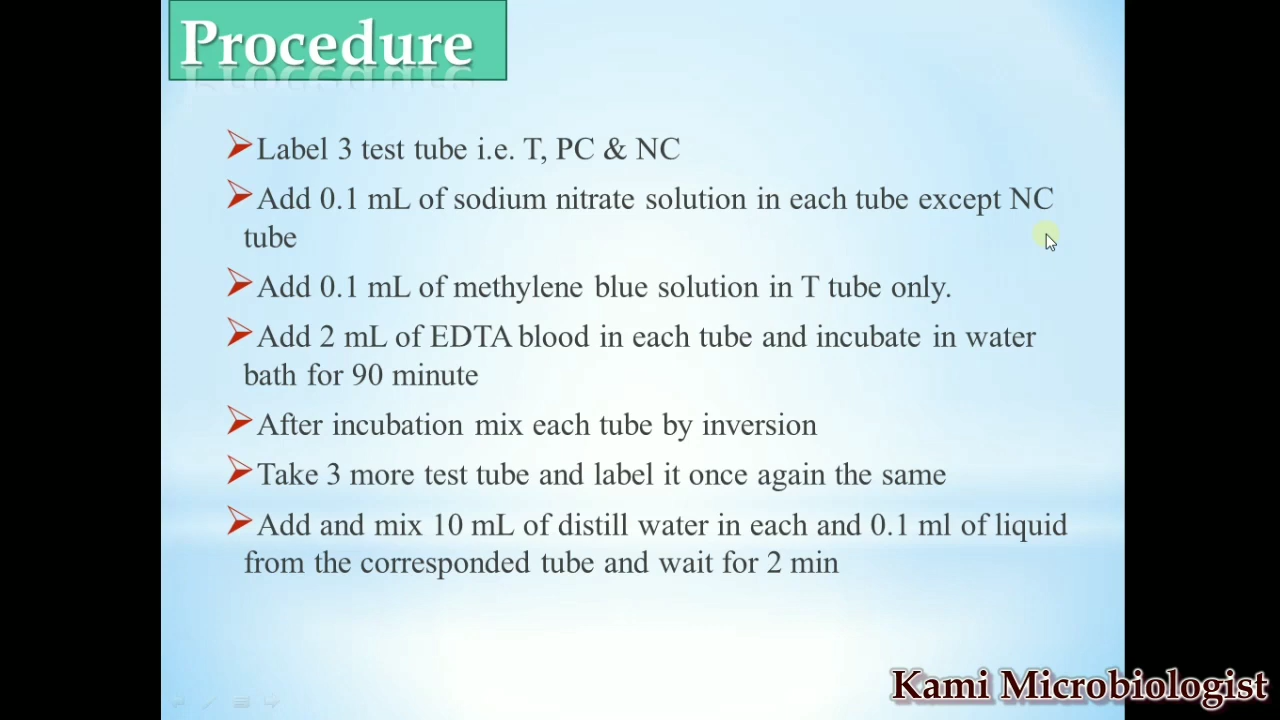 Procedure
Label 3 test tube i.e. T, PC & NC
Add 0.1 mL of sodium nitrate solution in each tube except NC
tube
Add 0.1 mL of methylene blue solution in T tube only.
Add 2 mL of EDTA blood in each tube and incubate in water
bath for 90 minute
After incubation mix each tube by inversion
Take 3 more test tube and label it once again the same
Add and mix 10 mL of distill water in each and 0.1 ml of liquid
from the corresponded tube and wait for 2 min
Kami Microbiologist